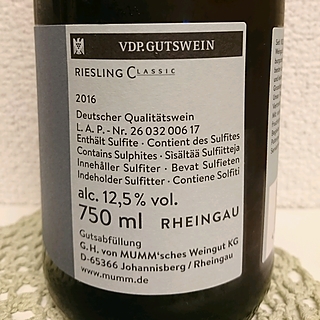 VDP.GUTSWEIN
RIESLING CLASSIC
2016
Deutscher Qualitätswein
L. A. P. - Nr. 26 032 006 17
Enthält Sulfite · Contient des Sulfites
Contains Sulphites · Sisältää Sulfiitteja
Innehåller Sulfiter · Bevat Sulfieten
Indeholder Sulfitter · Contiene Solfiti
alc. 12,5 % vol.
750 ml RHEINGAU
Gutsabfüllung
G. H. von MUMM'sches Weingut KG
D-65366 Johannisberg / Rheingau
www.mumm.de